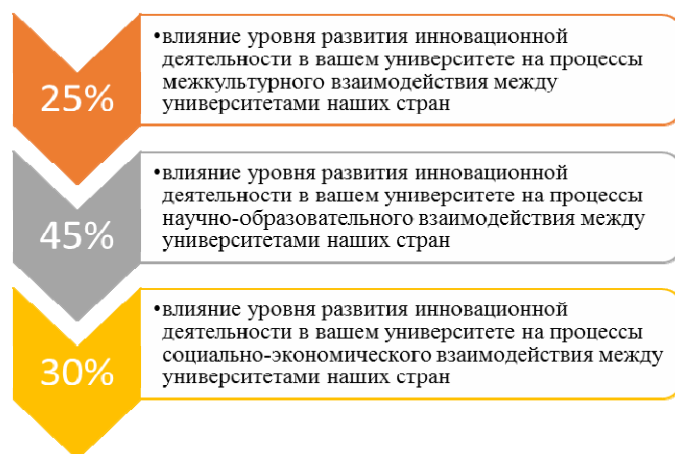 25%
•влияние уровня развития инновационной
деятельности в вашем университете на процессы
межкультурного взаимодействия между
университетами наших стран
45%
•влияние уровня развития инновационной
деятельности в вашем университете на процессы
научно-образовательного взаимодействия между
университетами наших стран
30%
•влияние уровня развития инновационной
деятельности в вашем университете на процессы
социально-экономического взаимодействия между
университетами наших стран